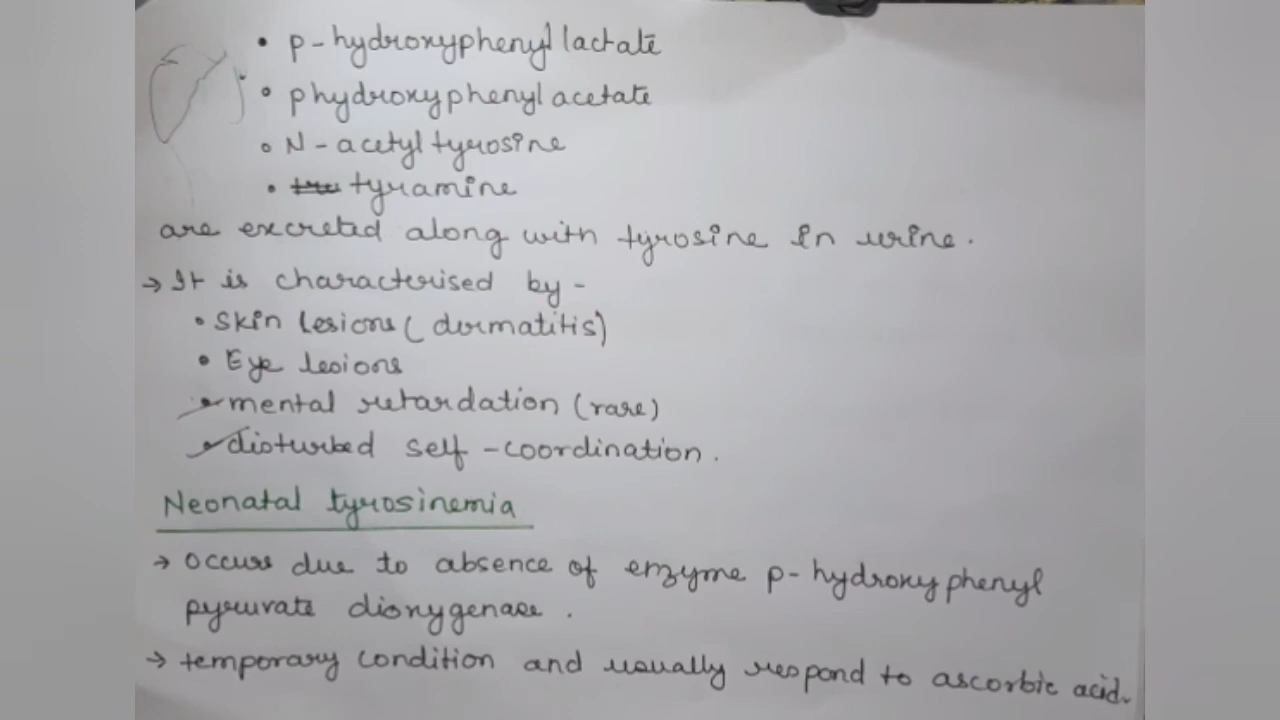 • p-hydroxyphenyl lactate
• phydroxyphenyl acetate
• N-acetyl tyrosine
• tyramine
are excreted along with tyrosine in urine.
→ It is characterised by -
• Skin lesions (dermatitis)
• Eye lesions
• mental retardation (rare)
• disturbed self-coordination.
Neonatal tyrosinemia
→ occurs due to absence of enzyme p-hydroxyphenyl
pyruvate dioxygenase.
→ temporary condition and usually respond to ascorbic acid.